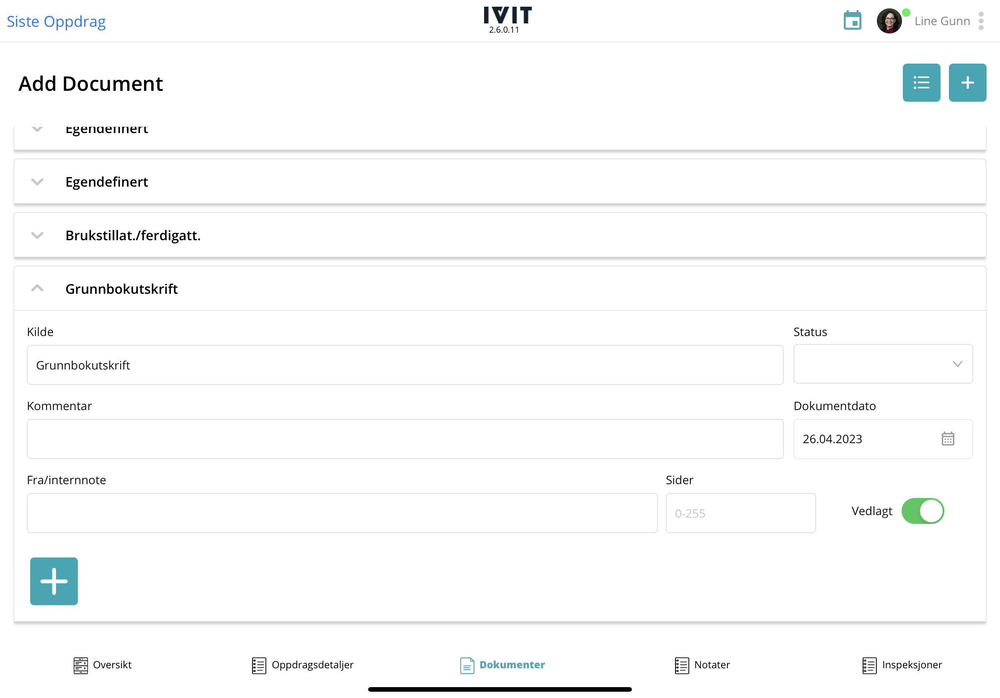 Siste Oppdrag
IVIT
2.6.0.11
Line Gunn
Add Document
Egendefinert
Egendefinert
Brukstillat./ferdigatt.
Grunnbokutskrift
Kilde
Status
Grunnbokutskrift
Kommentar
Dokumentdato
26.04.2023
Fra/internnote
Sider
0-255
Vedlagt
Oversikt
Oppdragsdetaljer
Dokumenter
Notater
Inspeksjoner